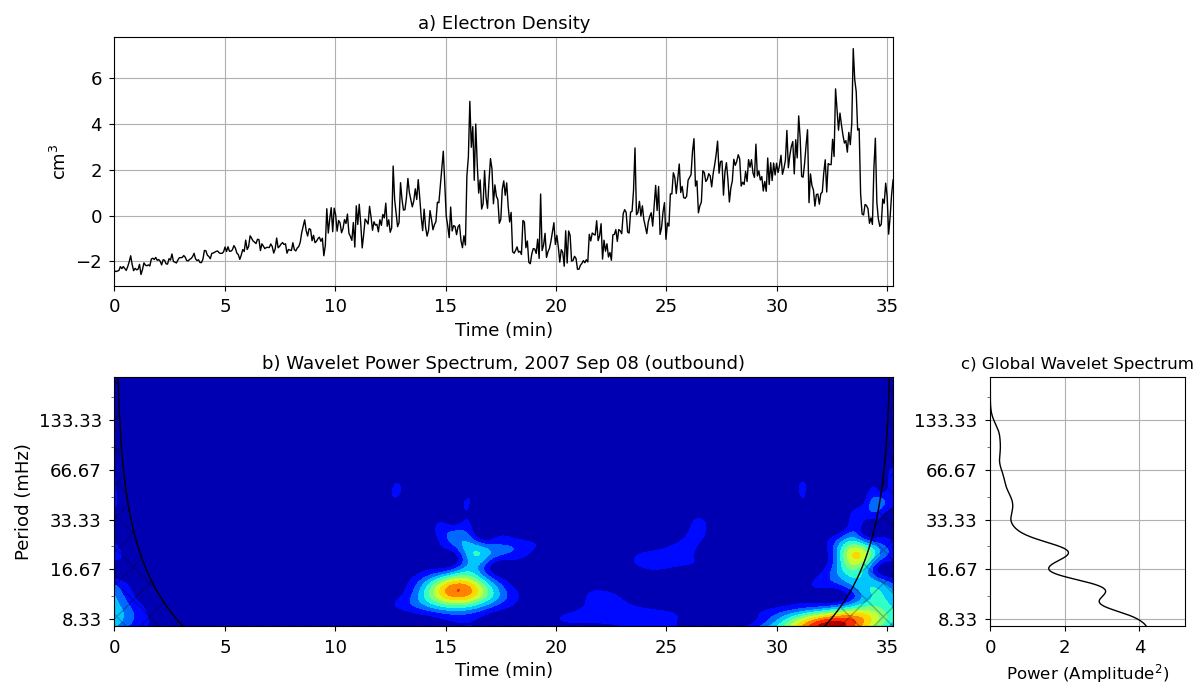 a) Electron Density
6
4
2
0
−2
cm³
0 5 10 15 20 25 30 35
Time (min)
b) Wavelet Power Spectrum, 2007 Sep 08 (outbound)
133.33
66.67
33.33
16.67
8.33
Period (mHz)
0 5 10 15 20 25 30 35
Time (min)
c) Global Wavelet Spectrum
133.33
66.67
33.33
16.67
8.33
0 2 4
Power (Amplitude²)